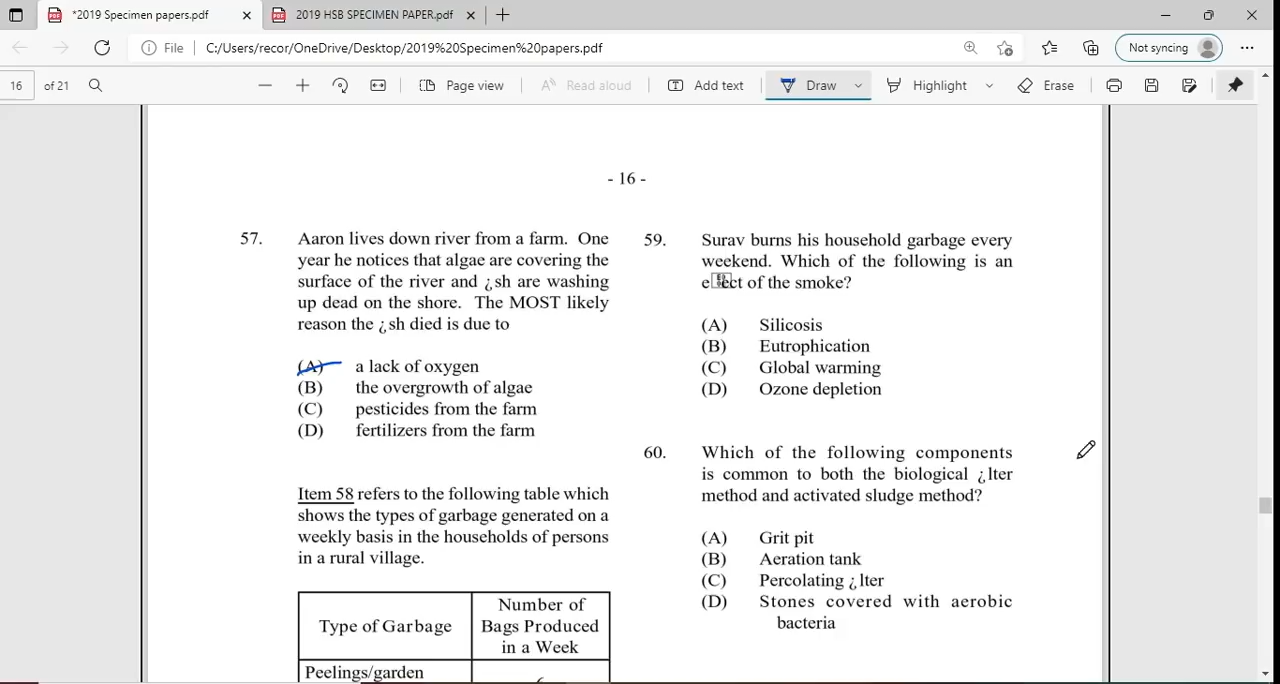 *2019 Specimen papers.pdf
2019 HSB SPECIMEN PAPER.pdf
File
C:/Users/recor/OneDrive/Desktop/2019%20Specimen%20papers.pdf
Not syncing
16 of 21
Page view
Read aloud
Add text
Draw
Highlight
Erase
- 16 -
57. Aaron lives down river from a farm. One
year he notices that algae are covering the
surface of the river and ¿sh are washing
up dead on the shore. The MOST likely
reason the ¿sh died is due to
(A) a lack of oxygen
(B) the overgrowth of algae
(C) pesticides from the farm
(D) fertilizers from the farm
Item 58 refers to the following table which
shows the types of garbage generated on a
weekly basis in the households of persons
in a rural village.
Type of Garbage
Number of
Bags Produced
in a Week
Peelings/garden
59. Surav burns his household garbage every
weekend. Which of the following is an
of the smoke?
(A) Silicosis
(B) Eutrophication
(C) Global warming
(D) Ozone depletion
60. Which of the following components
is common to both the biological ¿lter
method and activated sludge method?
(A) Grit pit
(B) Aeration tank
(C) Percolating ¿lter
(D) Stones covered with aerobic
bacteria